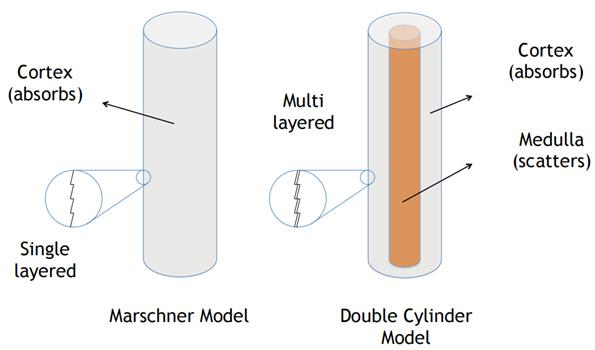 Cortex
(absorbs)
Single
layered
Marschner Model
Multi
layered
Cortex
(absorbs)
Medulla
(scatters)
Double Cylinder
Model